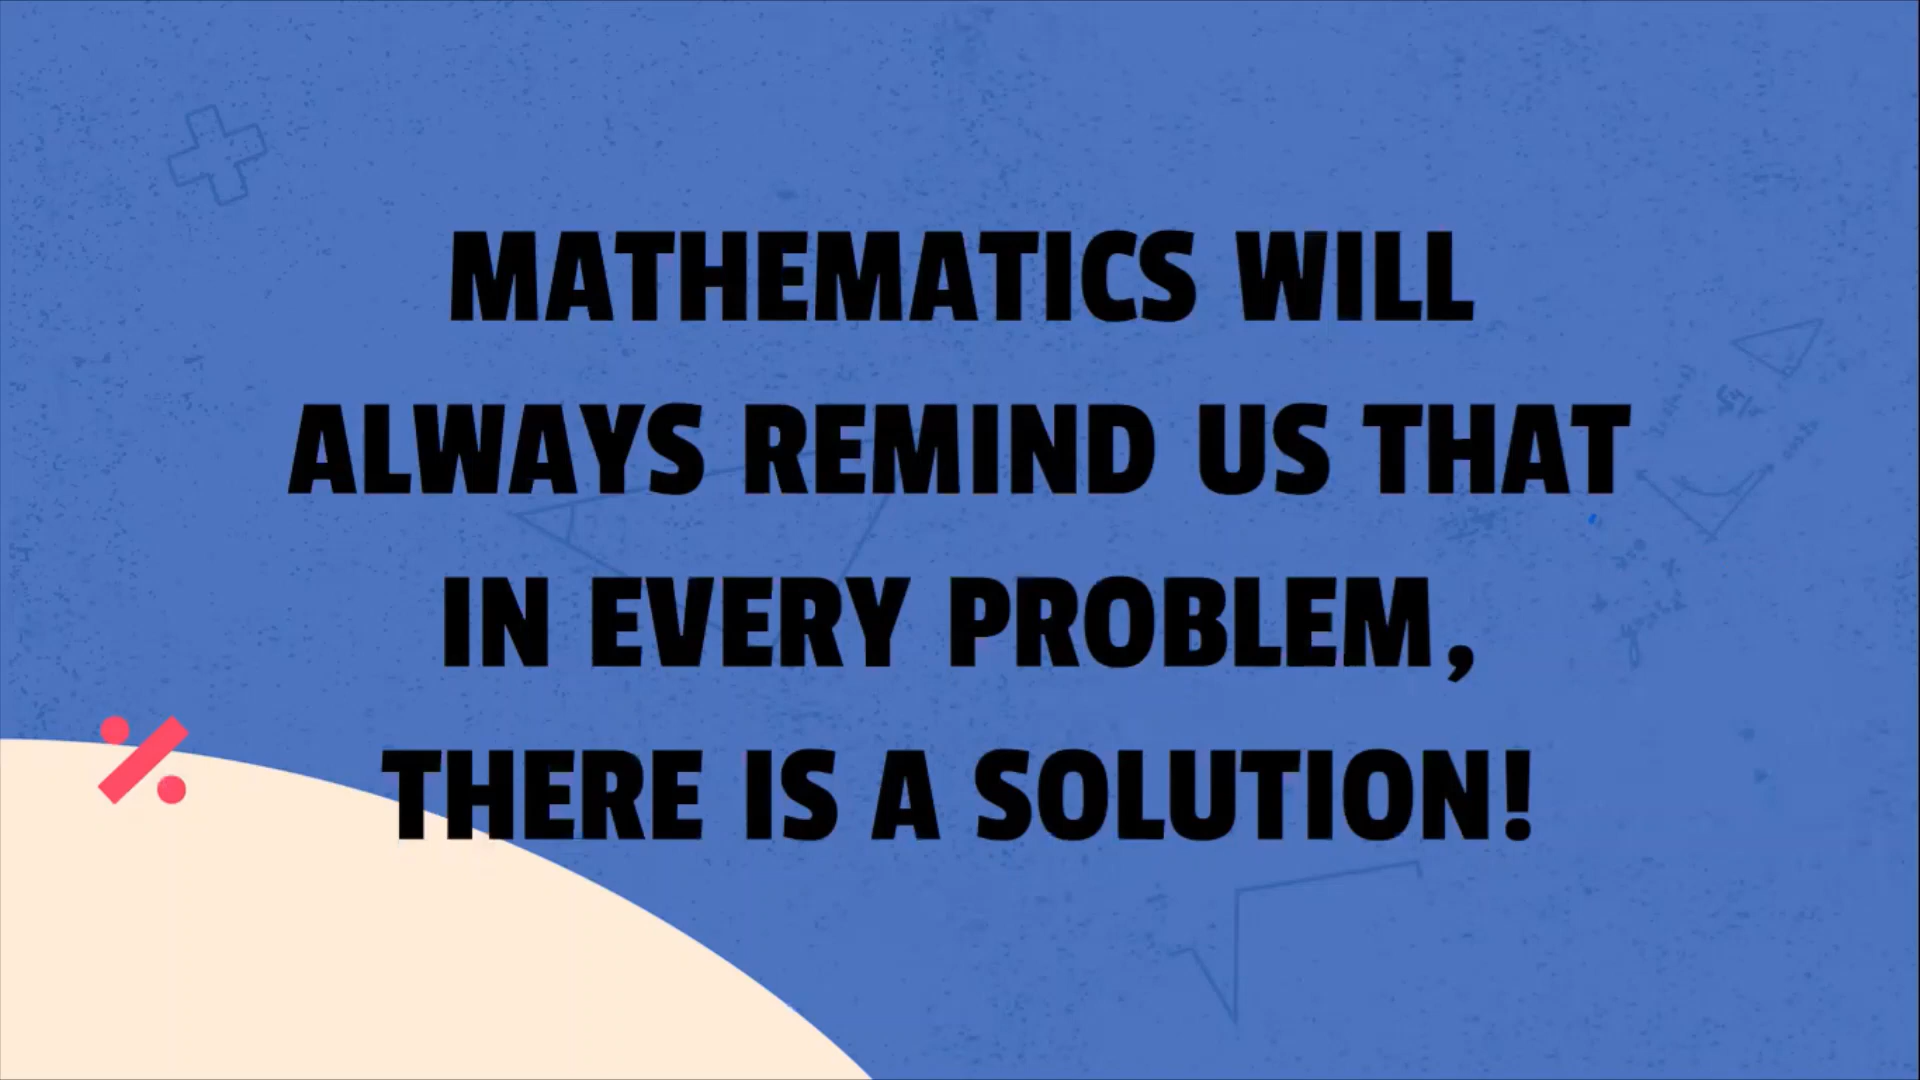 MATHEMATICS WILL
ALWAYS REMIND US THAT
IN EVERY PROBLEM,
THERE IS A SOLUTION!